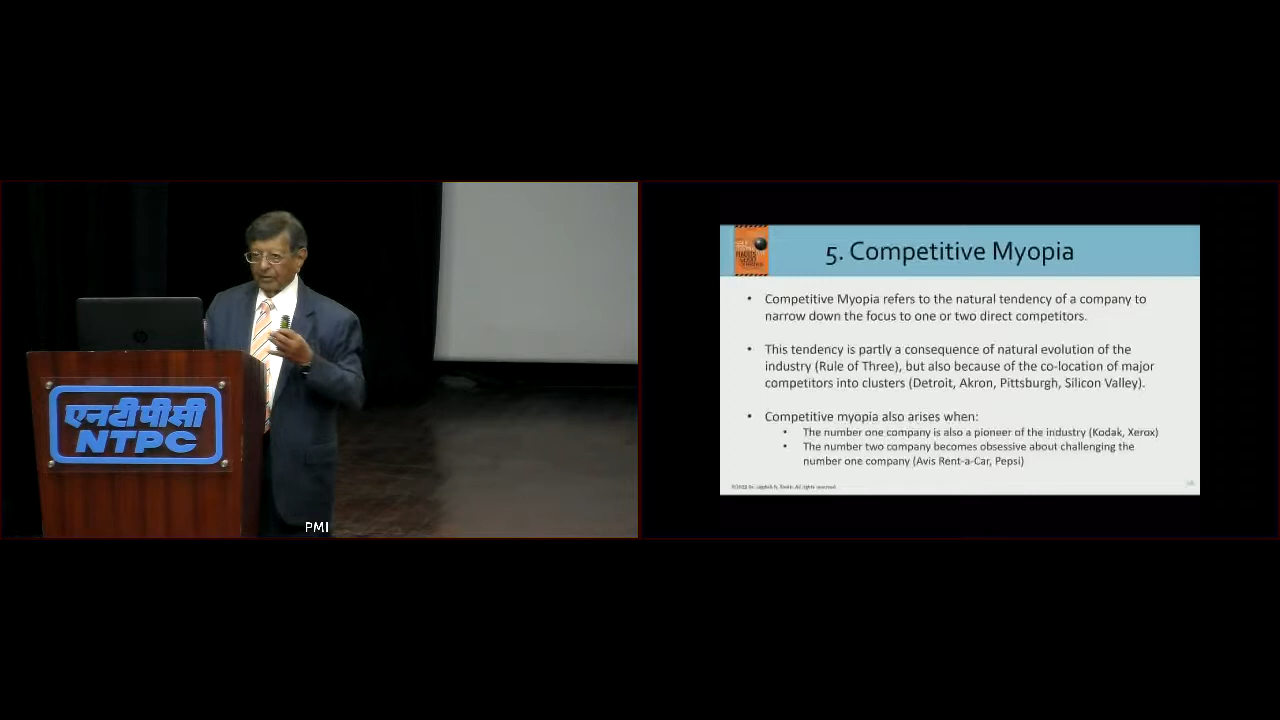 एनटीपीसी
NTPC
PMI
5. Competitive Myopia
• Competitive Myopia refers to the natural tendency of a company to
narrow down the focus to one or two direct competitors.
• This tendency is partly a consequence of natural evolution of the
industry (Rule of Three), but also because of the co-location of major
competitors into clusters (Detroit, Akron, Pittsburgh, Silicon Valley).
• Competitive myopia also arises when:
• The number one company is also a pioneer of the industry (Kodak, Xerox)
• The number two company becomes obsessive about challenging the
number one company (Avis Rent-a-Car, Pepsi)